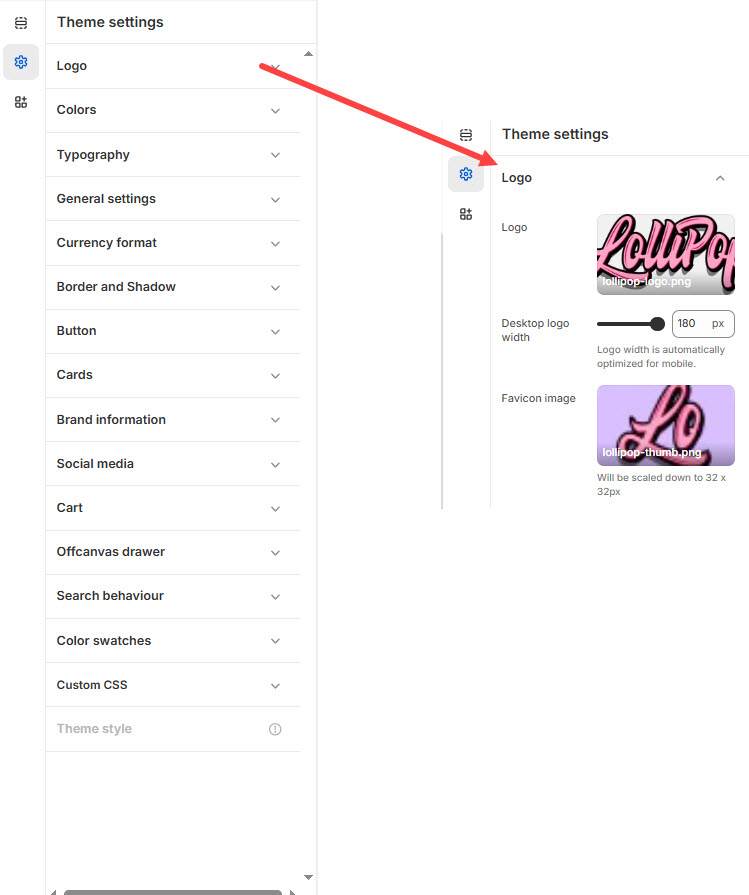 Theme settings
Logo
Colors
Typography
General settings
Currency format
Border and Shadow
Button
Cards
Brand information
Social media
Cart
Offcanvas drawer
Search behaviour
Color swatches
Custom CSS
Theme style
Theme settings
Logo
Logo
LolliPop
lollipop-logo.png
Desktop logo
width
180 px
Logo width is automatically
optimized for mobile.
Favicon image
Lo
lollipop-thumb.png
Will be scaled down to 32 x
32px